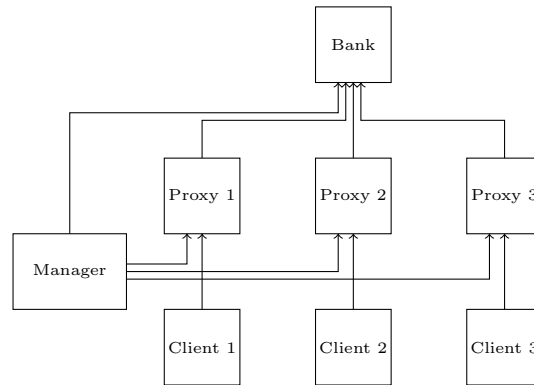 Bank
Proxy 1
Proxy 2
Proxy 3
Manager
Client 1
Client 2
Client 3